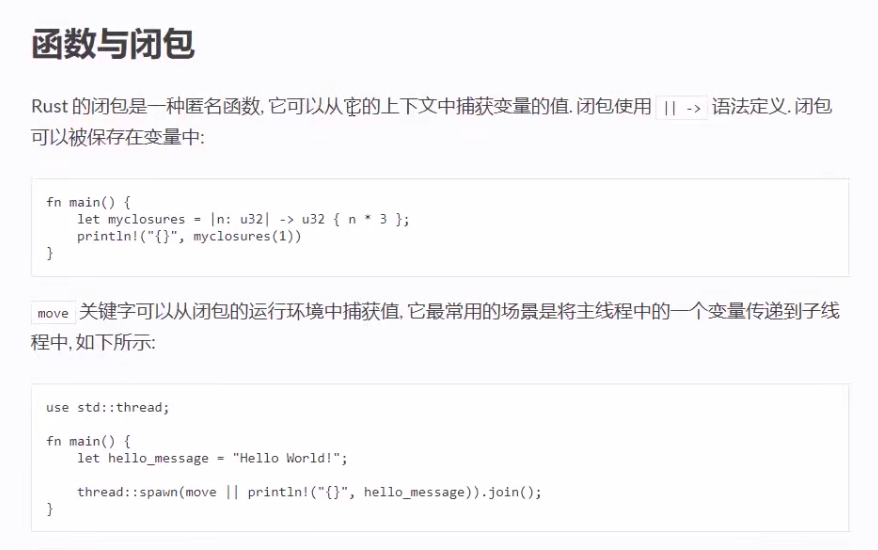 函数与闭包
Rust 的闭包是一种匿名函数, 它可以从它的上下文中捕获变量的值. 闭包使用 || -> 语法定义. 闭包
可以被保存在变量中:
fn main() {
    let myclosures = |n: u32| -> u32 { n * 3 };
    println!("{}", myclosures(1))
}
move 关键字可以从闭包的运行环境中捕获值, 它最常用的场景是将主线程中的一个变量传递到子线
程中, 如下所示:
use std::thread;
fn main() {
    let hello_message = "Hello World!";
    thread::spawn(move || println!("{}", hello_message)).join();
}